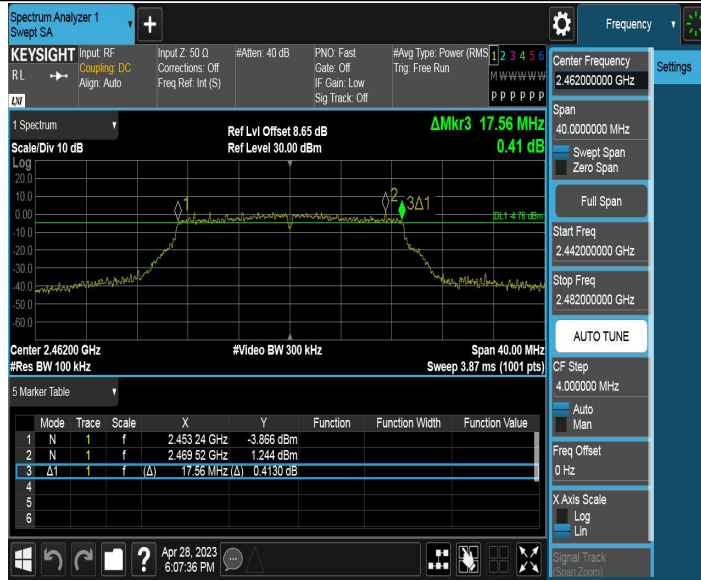 Spectrum Analyzer 1
Swept SA
+
Frequency
KEYSIGHT
RL
LXI
Input: RF
Coupling: DC
Align: Auto
Input Z: 50 Ω
Corrections: Off
Freq Ref: Int (S)
#Atten: 40 dB
PNO: Fast
Gate: Off
IF Gain: Low
Sig Track: Off
#Avg Type: Power (RMS
Trig: Free Run
1 2 3 4 5 6
M W W W W W
P P P P P P
1 Spectrum
Scale/Div 10 dB
Ref Lvl Offset 8.65 dB
Ref Level 30.00 dBm
ΔMkr3 17.56 MHz
0.41 dB
Log
20.0
10.0
0.00
-10.0
-20.0
-30.0
-40.0
-50.0
-60.0
1
2
3Δ1
DL1 -4.76 dBm
Center 2.46200 GHz
#Res BW 100 kHz
#Video BW 300 kHz
Span 40.00 MHz
Sweep 3.87 ms (1001 pts)
5 Marker Table
Mode Trace Scale X Y Function Function Width Function Value
1 N 1 f 2.453 24 GHz -3.866 dBm
2 N 1 f 2.469 52 GHz 1.244 dBm
3 Δ1 1 f (Δ) 17.56 MHz (Δ) 0.4130 dB
4
5
6
Apr 28, 2023
6:07:36 PM
?
Settings
Center Frequency
2.462000000 GHz
Span
40.0000000 MHz
Swept Span
Zero Span
Full Span
Start Freq
2.442000000 GHz
Stop Freq
2.482000000 GHz
AUTO TUNE
CF Step
4.000000 MHz
Auto
Man
Freq Offset
0 Hz
X Axis Scale
Log
Lin
Signal Track
(Span Zoom)